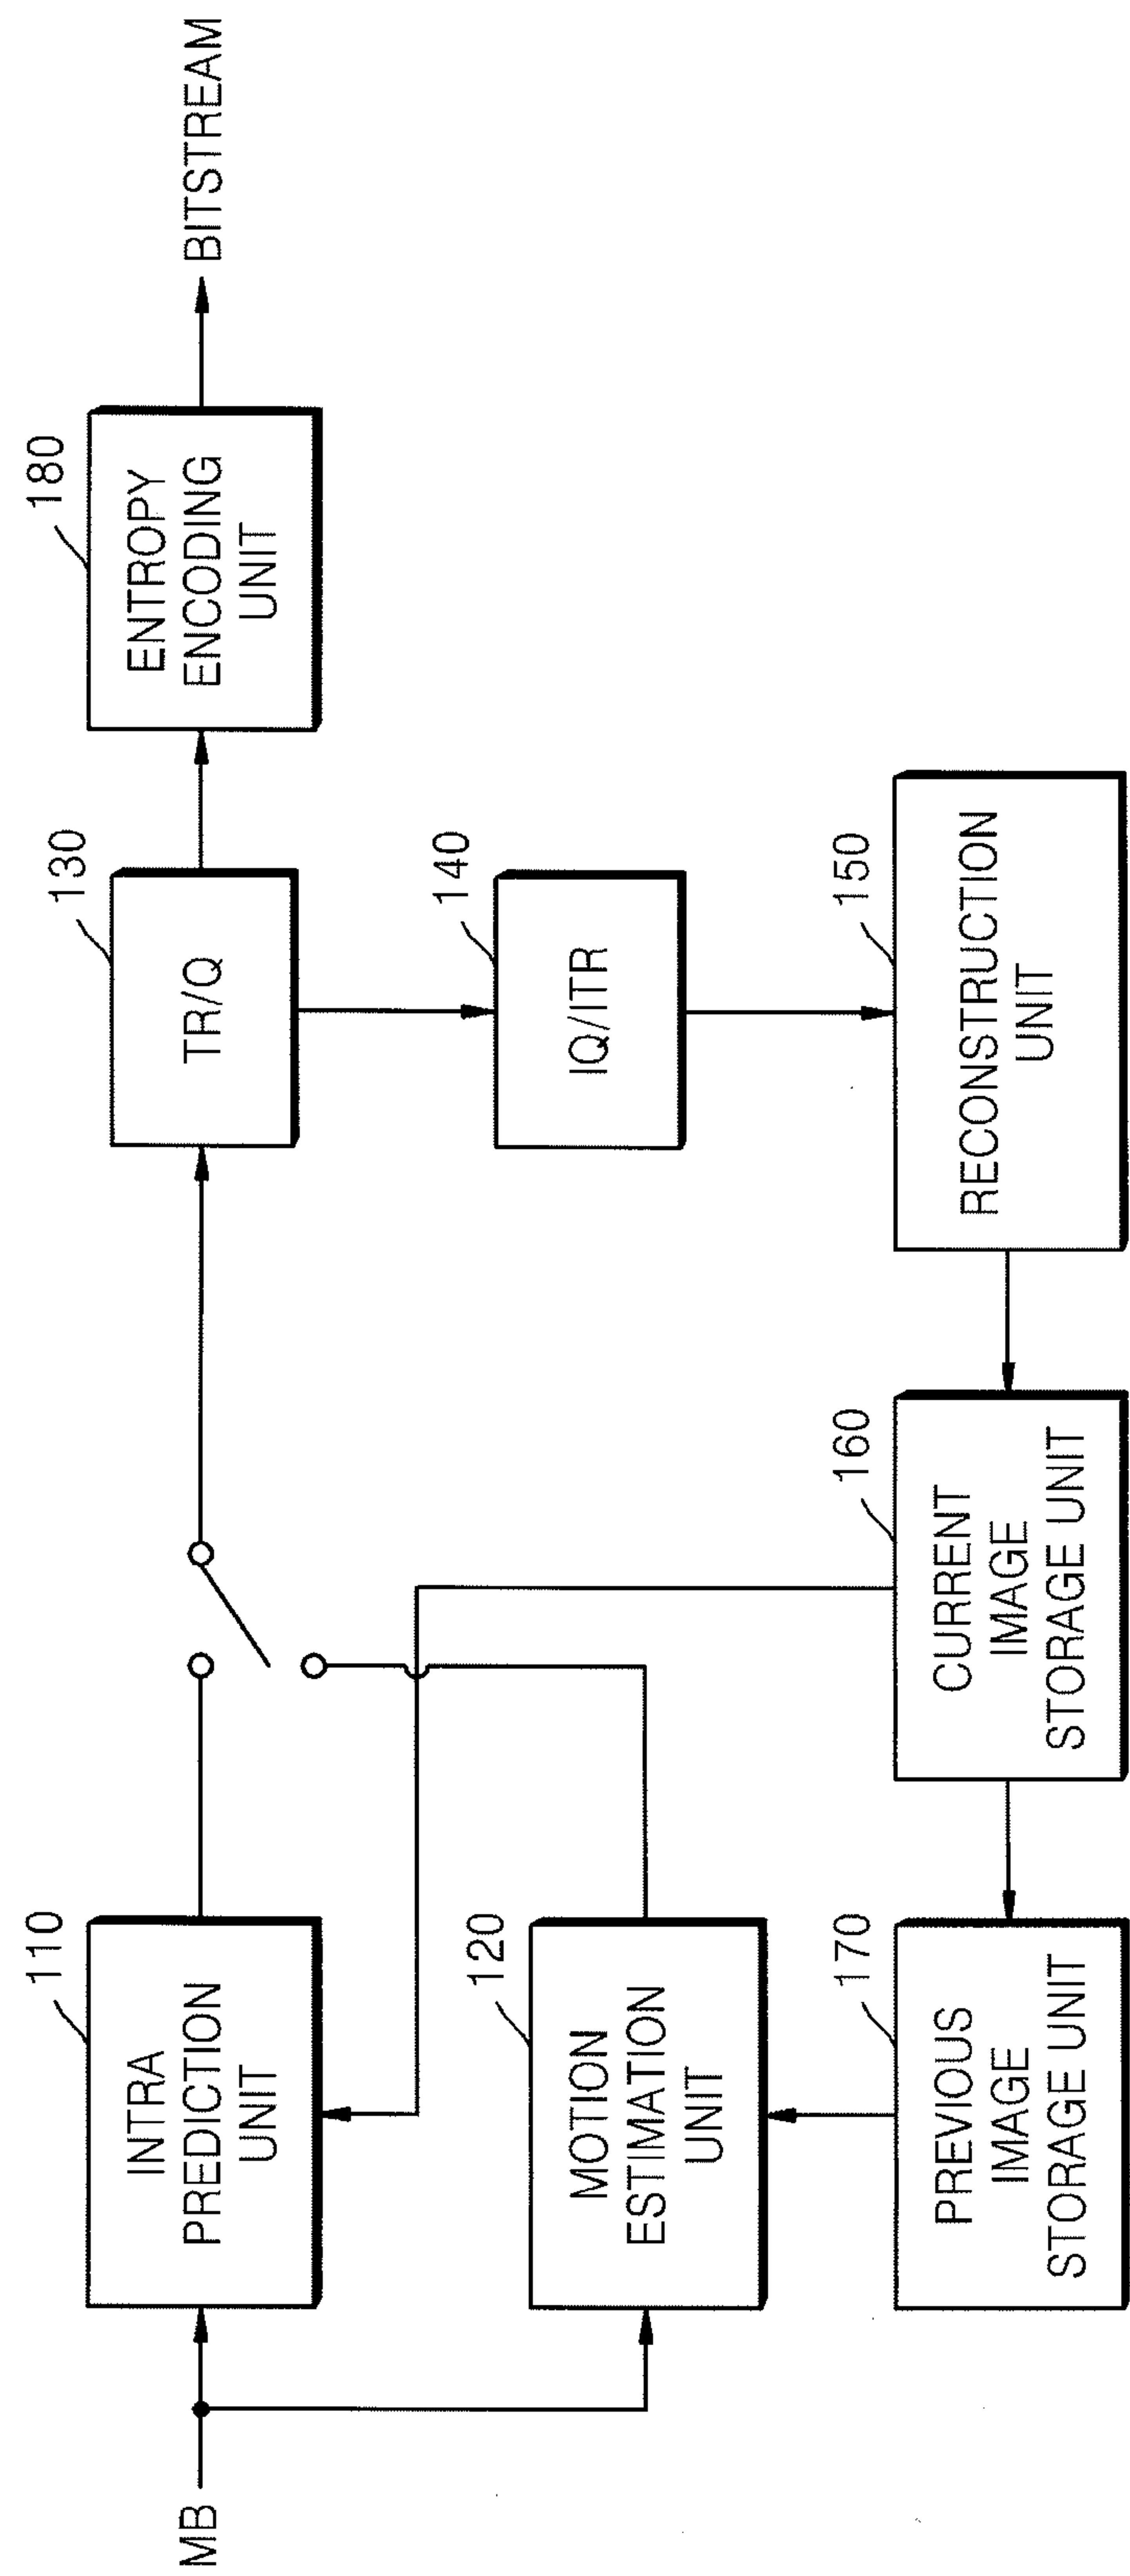 MB
110
INTRA
PREDICTION
UNIT
120
MOTION
ESTIMATION
UNIT
130
TR/Q
180
ENTROPY
ENCODING
UNIT
BITSTREAM
140
IQ/ITR
170
PREVIOUS
IMAGE
STORAGE UNIT
160
CURRENT
IMAGE
STORAGE UNIT
150
RECONSTRUCTION
UNIT